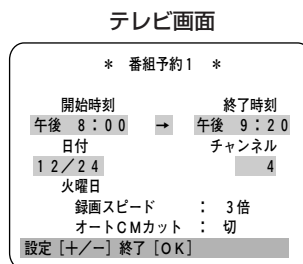 テレビ画面
* 番組予約1 *
開始時刻 終了時刻
午後 8:00 → 午後 9:20
日付 チャンネル
12/24 4
火曜日
録画スピード : 3倍
オートCMカット : 切
設定[+/-]終了[OK]